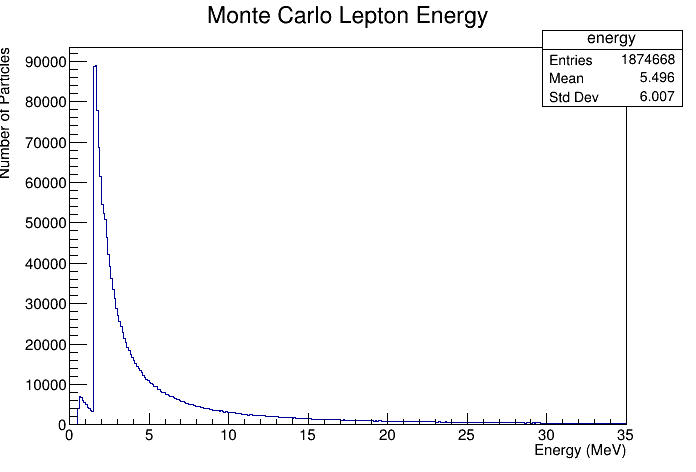 Monte Carlo Lepton Energy
energy
Entries 1874668
Mean 5.496
Std Dev 6.007
Number of Particles
90000
80000
70000
60000
50000
40000
30000
20000
10000
0
0 5 10 15 20 25 30 35
Energy (MeV)